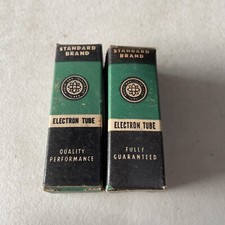 STANDARD
BRAND
ELECTRON TUBE
QUALITY
PERFORMANCE
STANDARD
BRAND
ELECTRON TUBE
FULLY
GUARANTEED